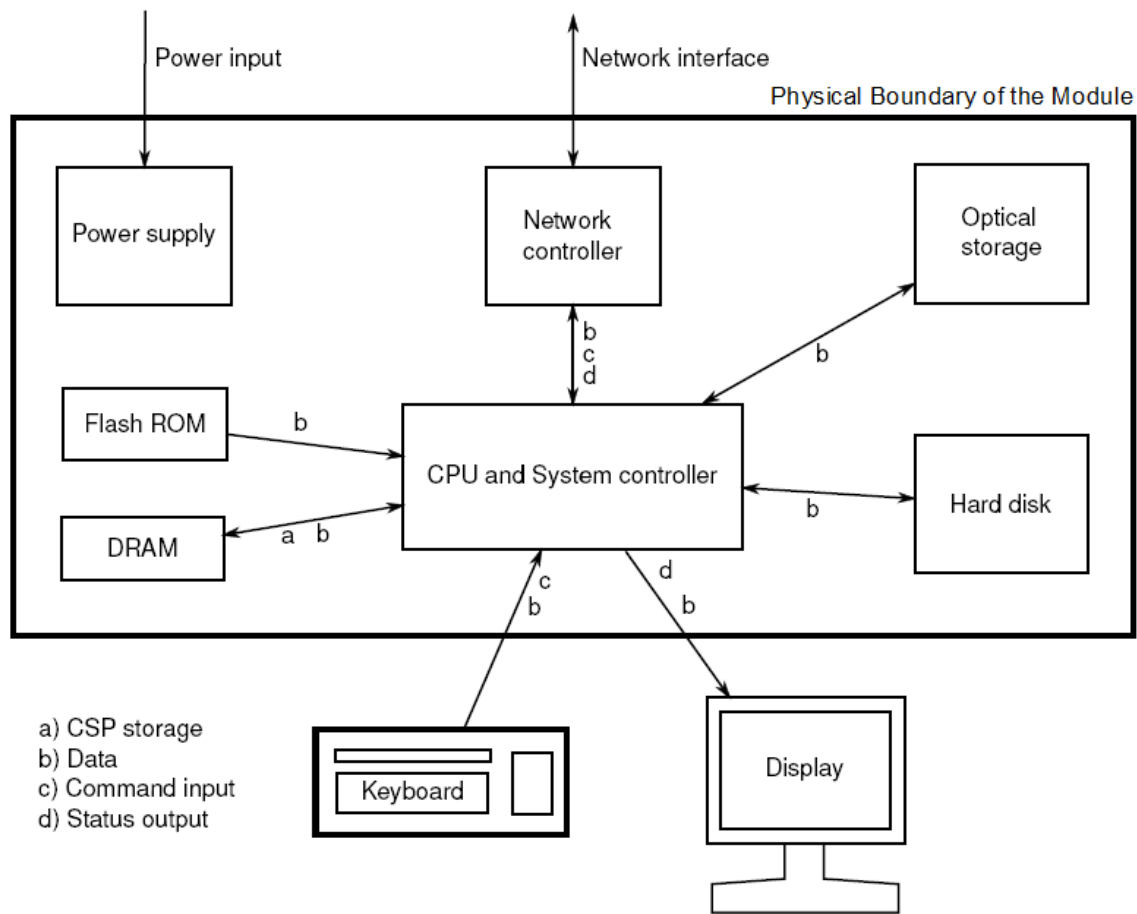 Power input
Network interface
Physical Boundary of the Module
Power supply
Network
controller
Optical
storage
b
c
d
b
Flash ROM
b
CPU and System controller
b
Hard disk
DRAM
a b
c
b
d
b
a) CSP storage
b) Data
c) Command input
d) Status output
Keyboard
Display